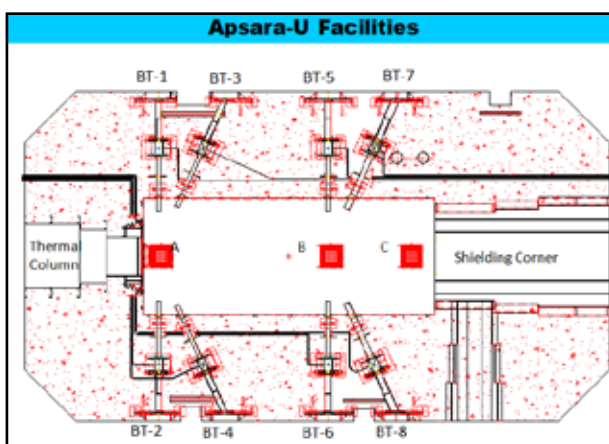 Apsara-U Facilities
BT-1 BT-3 BT-5 BT-7
Thermal
Column
A B C
Shielding Corner
BT-2 BT-4 BT-6 BT-8